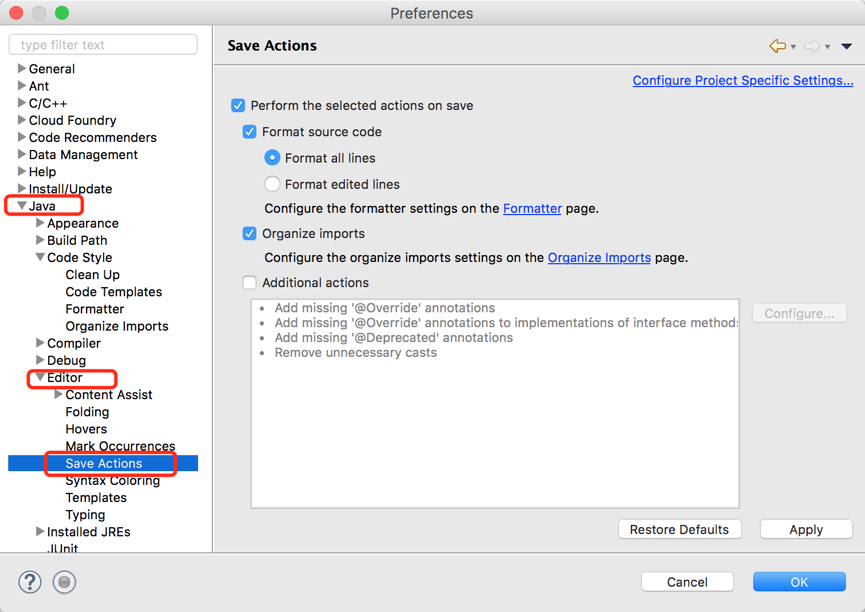 Preferences
type filter text
General
Ant
C/C++
Cloud Foundry
Code Recommenders
Data Management
Help
Install/Update
Java
Appearance
Build Path
Code Style
Clean Up
Code Templates
Formatter
Organize Imports
Compiler
Debug
Editor
Content Assist
Folding
Hovers
Mark Occurrences
Save Actions
Syntax Coloring
Templates
Typing
Installed JREs
JUnit
Save Actions
Configure Project Specific Settings...
Perform the selected actions on save
Format source code
Format all lines
Format edited lines
Configure the formatter settings on the Formatter page.
Organize imports
Configure the organize imports settings on the Organize Imports page.
Additional actions
• Add missing '@Override' annotations
• Add missing '@Override' annotations to implementations of interface methods
• Add missing '@Deprecated' annotations
• Remove unnecessary casts
Configure...
Restore Defaults
Apply
?
Cancel
OK